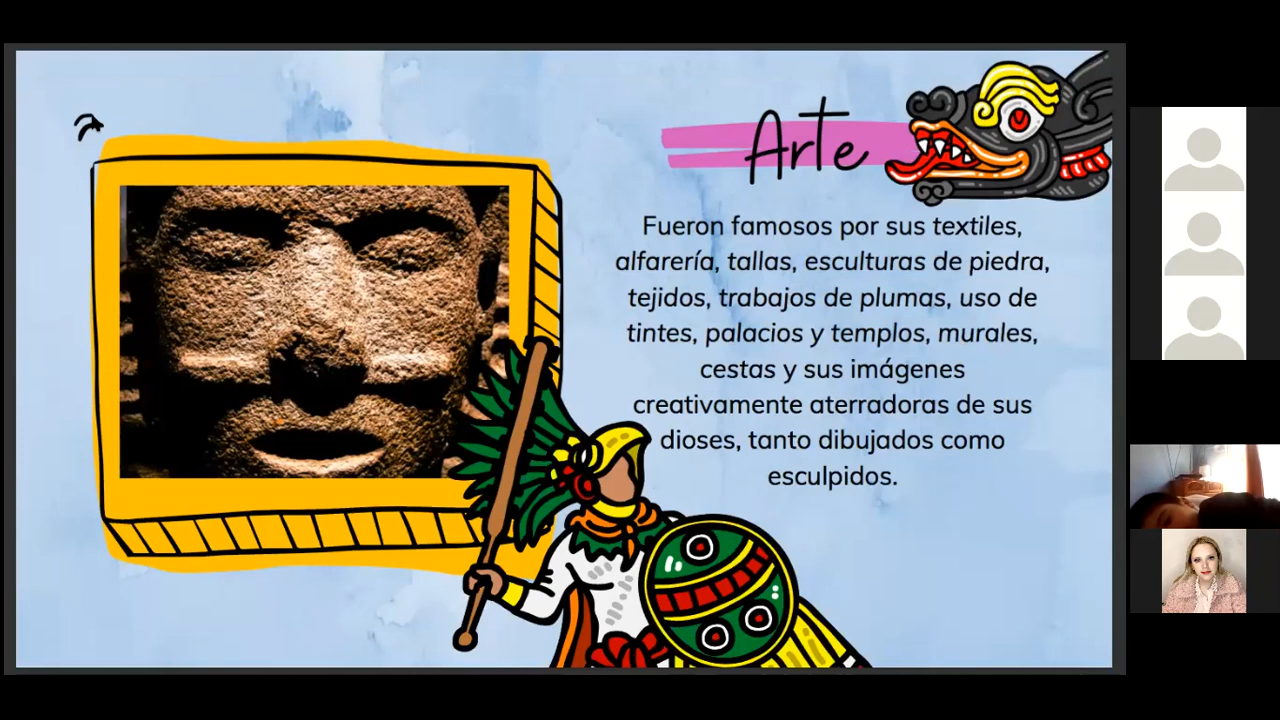 Arte
Fueron famosos por sus textiles,
alfarería, tallas, esculturas de piedra,
tejidos, trabajos de plumas, uso de
tintes, palacios y templos, murales,
cestas y sus imágenes
creativamente aterradoras de sus
dioses, tanto dibujados como
esculpidos.